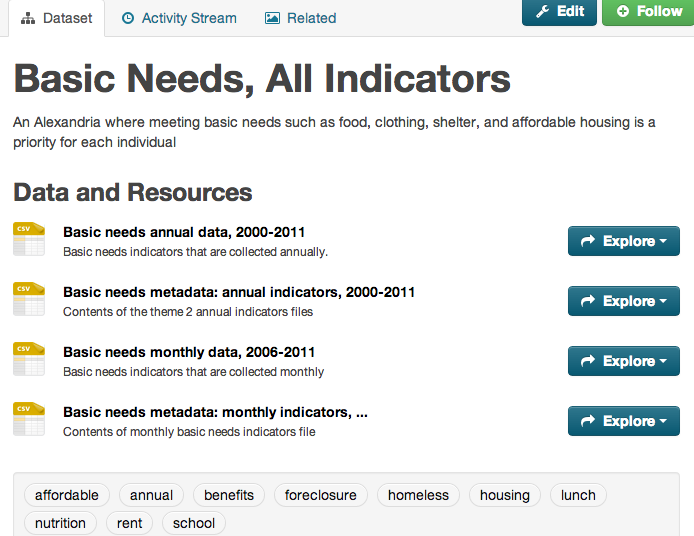 Dataset Activity Stream Related Edit Follow
Basic Needs, All Indicators
An Alexandria where meeting basic needs such as food, clothing, shelter, and affordable housing is a
priority for each individual
Data and Resources
CSV
Basic needs annual data, 2000-2011
Basic needs indicators that are collected annually.
Explore
CSV
Basic needs metadata: annual indicators, 2000-2011
Contents of the theme 2 annual indicators files
Explore
CSV
Basic needs monthly data, 2006-2011
Basic needs indicators that are collected monthly
Explore
CSV
Basic needs metadata: monthly indicators, ...
Contents of monthly basic needs indicators file
Explore
affordable annual benefits foreclosure homeless housing lunch
nutrition rent school